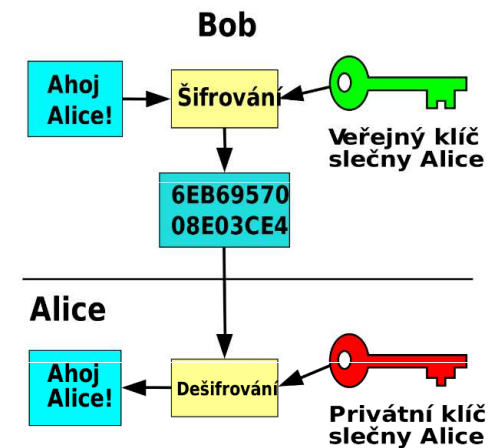 Bob
Ahoj
Alice!
Šifrování
Veřejný klíč
slečny Alice
6EB69570
08E03CE4
Alice
Ahoj
Alice!
Dešifrování
Privátní klíč
slečny Alice